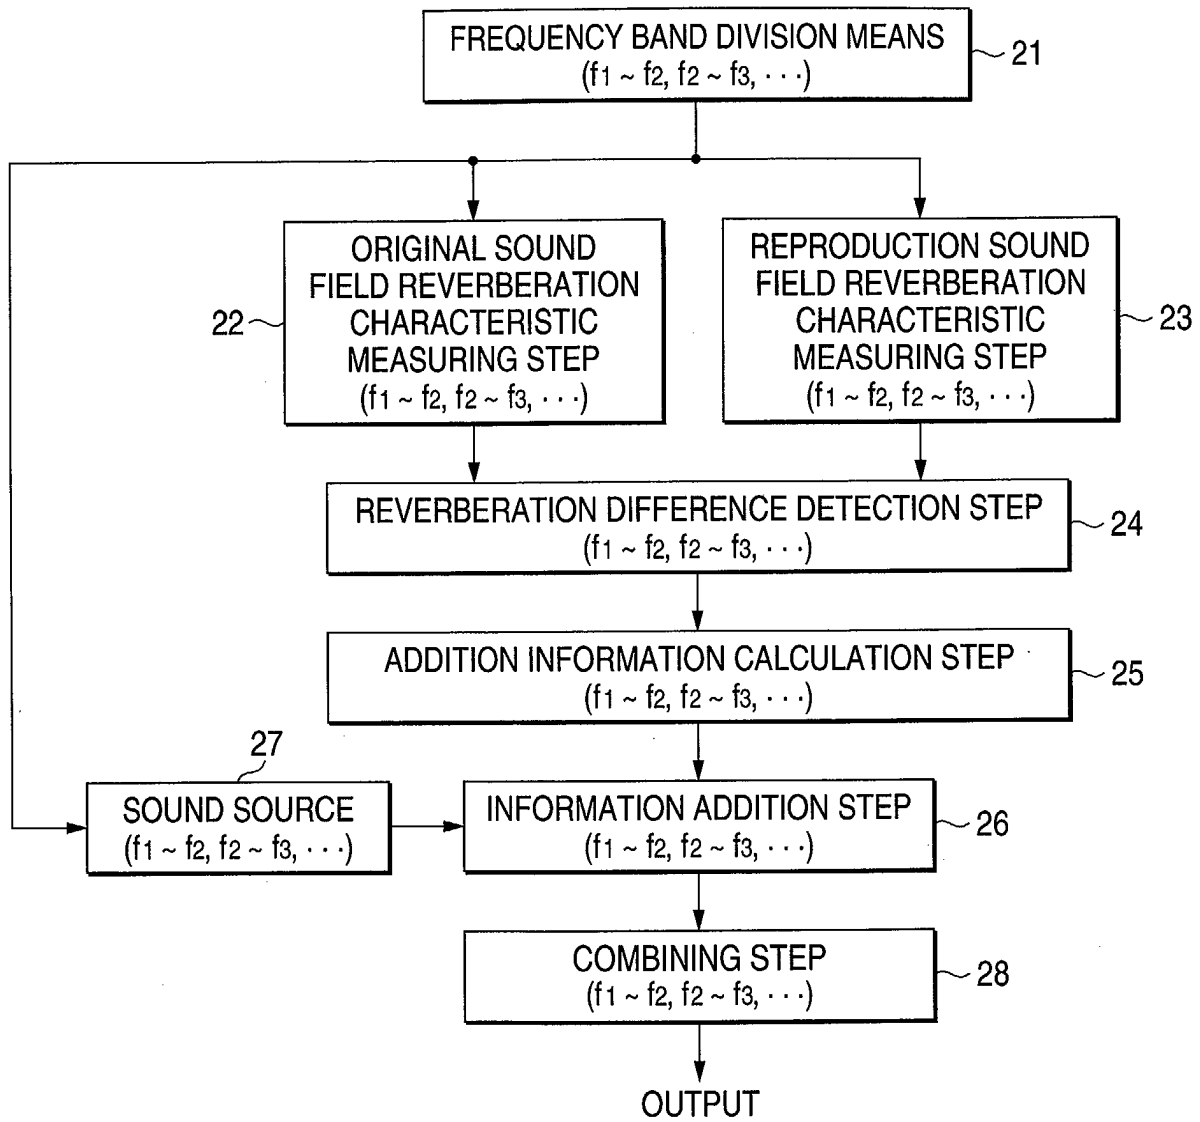 FREQUENCY BAND DIVISION MEANS
(f1 ~ f2, f2 ~ f3, · · ·)
21
ORIGINAL SOUND
FIELD REVERBERATION
CHARACTERISTIC
MEASURING STEP
(f1 ~ f2, f2 ~ f3, · · ·)
22
REPRODUCTION SOUND
FIELD REVERBERATION
CHARACTERISTIC
MEASURING STEP
(f1 ~ f2, f2 ~ f3, · · ·)
23
REVERBERATION DIFFERENCE DETECTION STEP
(f1 ~ f2, f2 ~ f3, · · ·)
24
ADDITION INFORMATION CALCULATION STEP
(f1 ~ f2, f2 ~ f3, · · ·)
25
27
SOUND SOURCE
(f1 ~ f2, f2 ~ f3, · · ·)
INFORMATION ADDITION STEP
(f1 ~ f2, f2 ~ f3, · · ·)
26
COMBINING STEP
(f1 ~ f2, f2 ~ f3, · · ·)
28
OUTPUT